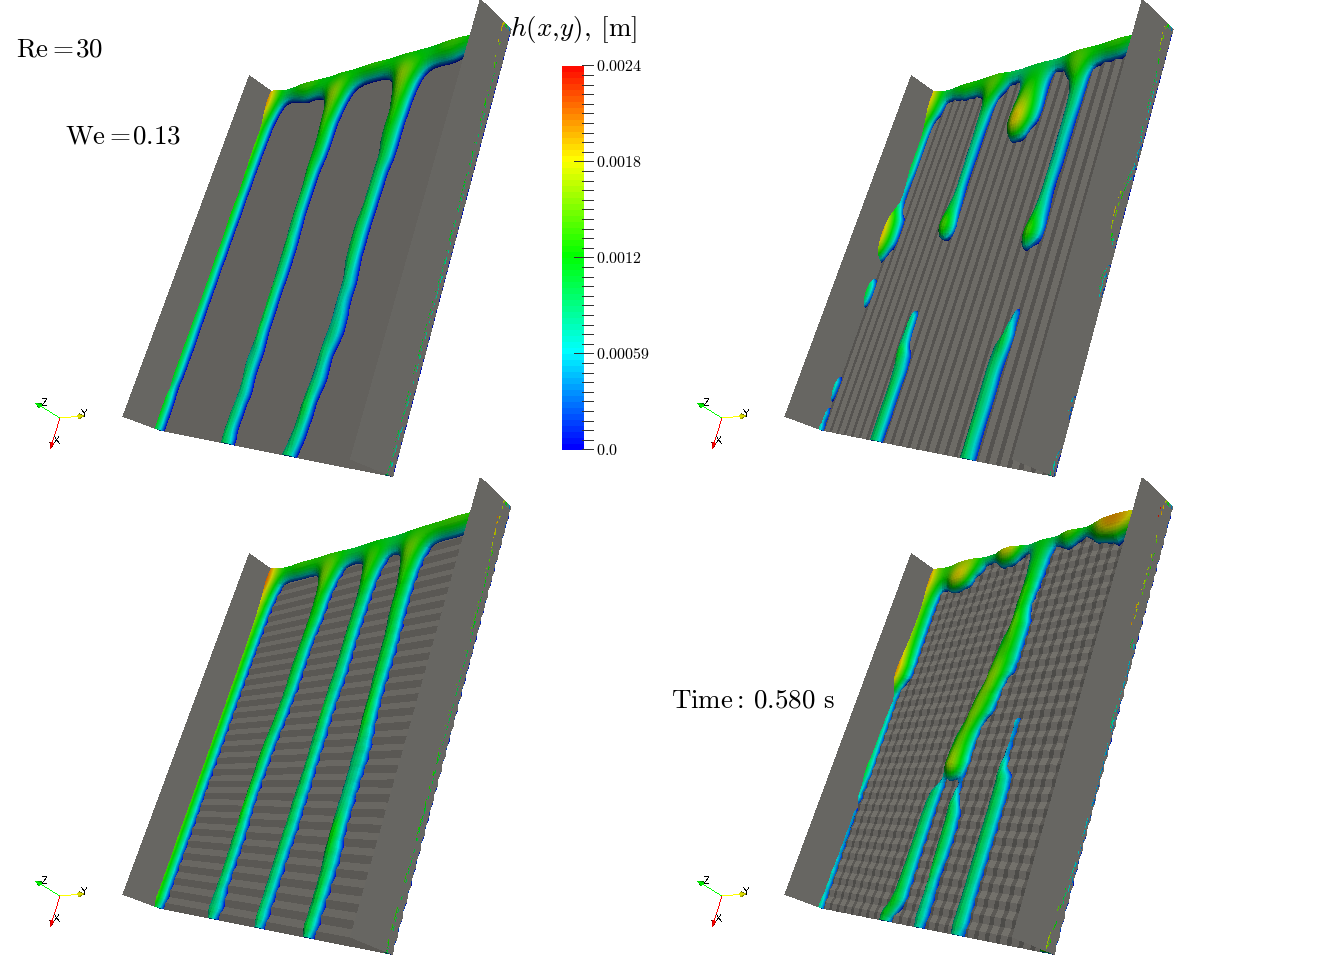 h(x,y), [m]
Re=30
0.0024
We=0.13
0.0018
0.0012
0.00059
0.0
Z
Y
X
Z
Y
X
Time: 0.580 s
Z
Y
X
Z
Y
X